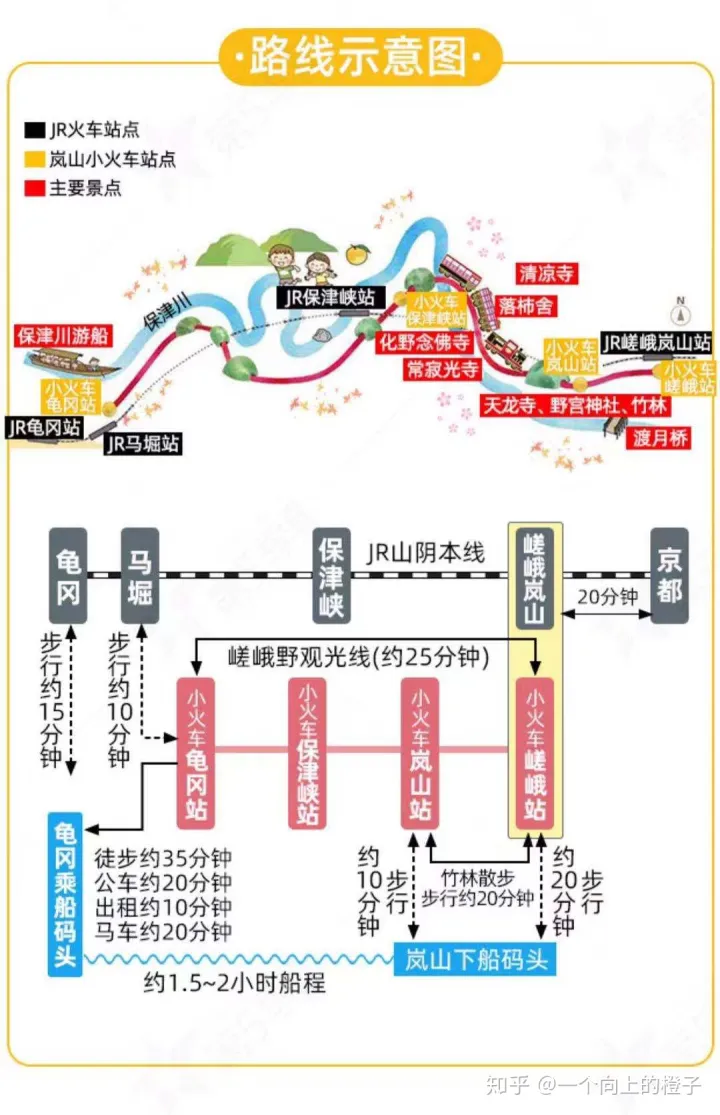 ·路线示意图·
JR火车站点
岚山小火车站点
主要景点
清凉寺
JR保津峡站
落柿舍
小火车
保津峡站
保津川
N
保津川游船
化野念佛寺
小火车
岚山站
JR嵯峨岚山站
常寂光寺
小火车
嵯峨站
小火车
龟冈站
天龙寺、野宫神社、竹林
JR龟冈站
JR马堀站
渡月桥
龟冈
马堀
保津峡
JR山阴本线
嵯峨岚山
京都
20分钟
步行约15分钟
步行约10分钟
嵯峨野观光线(约25分钟)
小火车龟冈站
小火车保津峡站
小火车岚山站
小火车嵯峨站
龟冈乘船码头
徒步约35分钟
公车约20分钟
出租约10分钟
马车约20分钟
约10分钟
步行
竹林散步
步行约20分钟
约20分钟
步行
岚山下船码头
约1.5~2小时船程
知乎 @一个向上的橙子